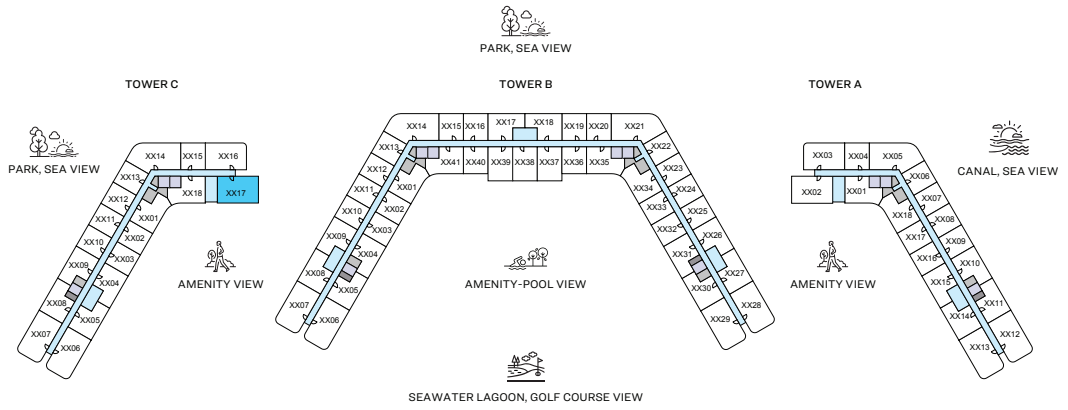 PARK, SEA VIEW
TOWER C
TOWER B
TOWER A
PARK, SEA VIEW
CANAL, SEA VIEW
XX14
XX15
XX16
XX13
XX17
XX18
XX12
XX01
XX11
XX02
XX10
XX03
XX09
XX04
XX08
XX05
XX07
XX06
AMENITY VIEW
XX14
XX15
XX16
XX17
XX18
XX19
XX20
XX21
XX13
XX41
XX40
XX39
XX38
XX37
XX36
XX35
XX22
XX12
XX01
XX23
XX34
XX11
XX02
XX24
XX33
XX10
XX03
XX25
XX32
XX09
XX04
XX26
XX31
XX08
XX05
XX27
XX30
XX07
XX06
XX28
XX29
AMENITY-POOL VIEW
XX03
XX04
XX05
XX02
XX01
XX06
XX18
XX07
XX17
XX08
XX16
XX09
XX15
XX10
XX14
XX11
XX13
XX12
AMENITY VIEW
SEAWATER LAGOON, GOLF COURSE VIEW